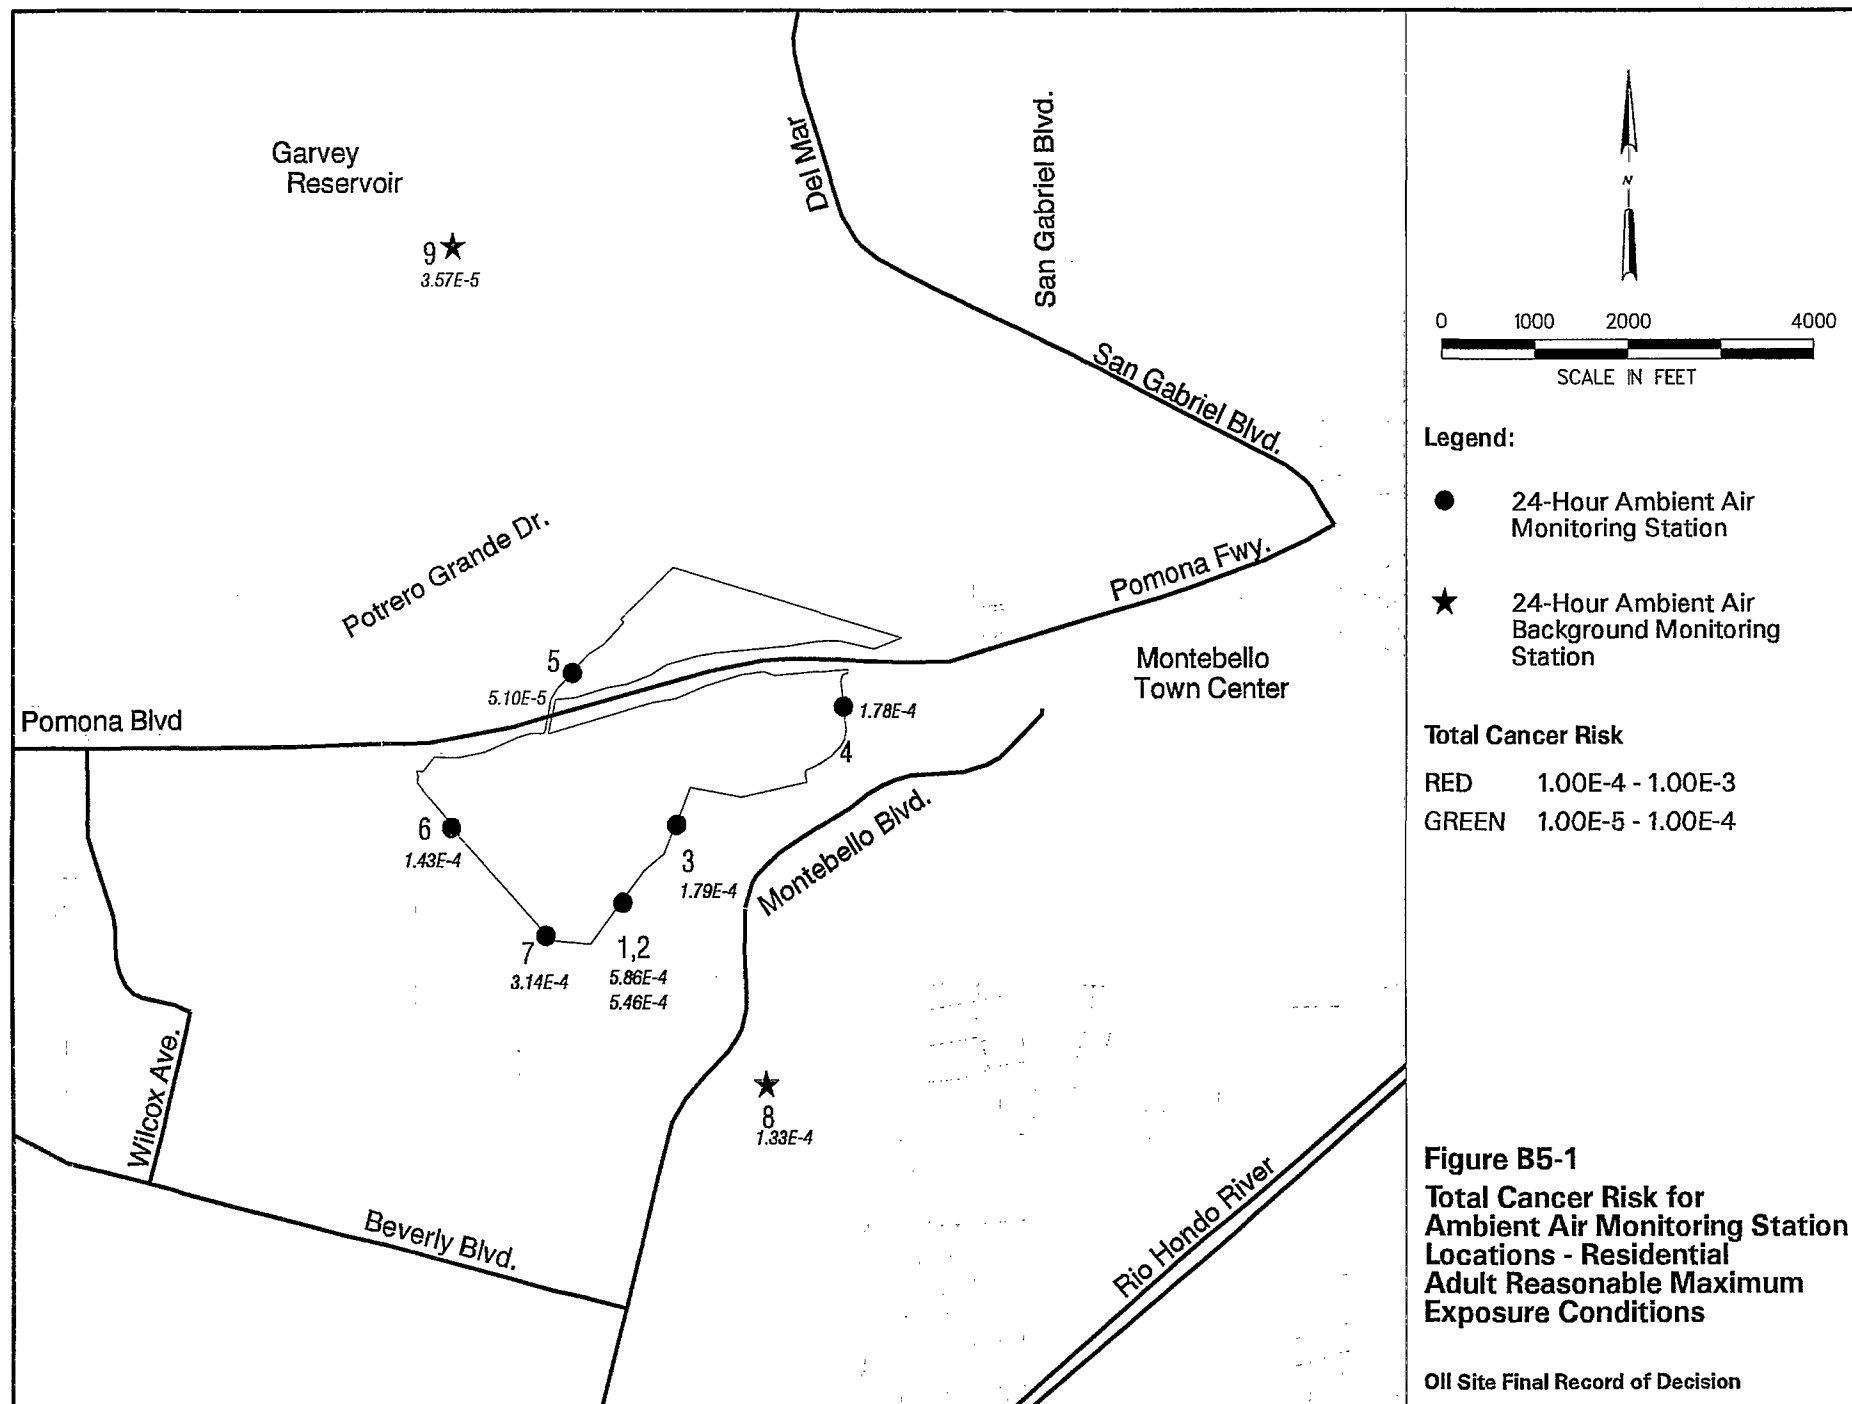 Garvey
Reservoir
9
3.57E-5
Del Mar
San Gabriel Blvd.
San Gabriel Blvd.
Potrero Grande Dr.
Pomona Fwy.
5
5.10E-5
Montebello
Town Center
Pomona Blvd
1.78E-4
4
6
1.43E-4
3
1.79E-4
Montebello Blvd.
7
3.14E-4
1,2
5.86E-4
5.46E-4
Wilcox Ave.
8
1.33E-4
Beverly Blvd.
Rio Hondo River
N
0 1000 2000 4000
SCALE IN FEET
Legend:
24-Hour Ambient Air
Monitoring Station
24-Hour Ambient Air
Background Monitoring
Station
Total Cancer Risk
RED 1.00E-4 - 1.00E-3
GREEN 1.00E-5 - 1.00E-4
Figure B5-1
Total Cancer Risk for
Ambient Air Monitoring Station
Locations - Residential
Adult Reasonable Maximum
Exposure Conditions
OII Site Final Record of Decision